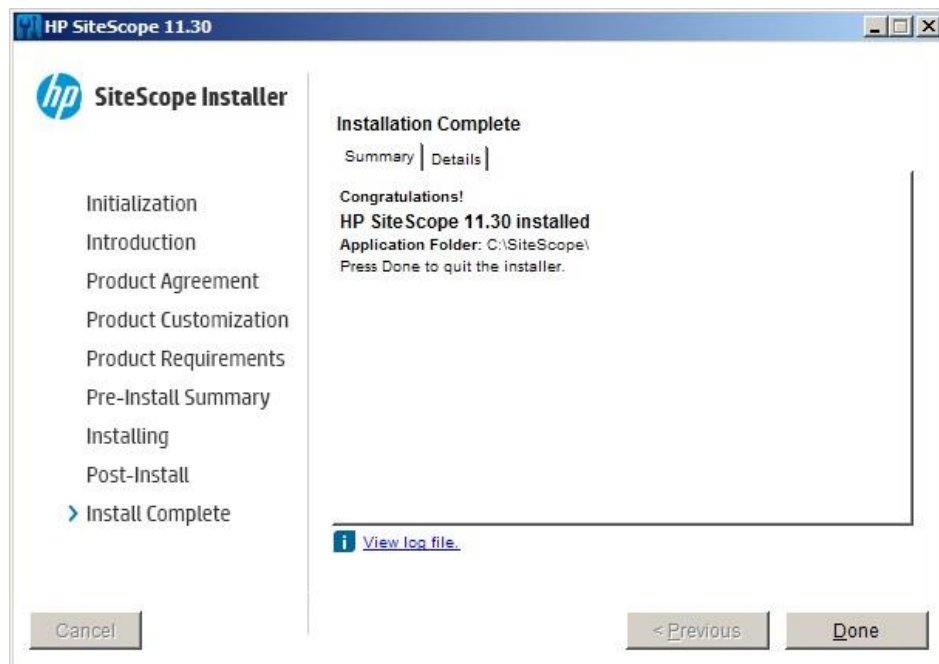 HP SiteScope 11.30
hp
SiteScope Installer
Initialization
Introduction
Product Agreement
Product Customization
Product Requirements
Pre-Install Summary
Installing
Post-Install
Install Complete
Installation Complete
Summary Details
Congratulations!
HP SiteScope 11.30 installed
Application Folder: C:\SiteScope\
Press Done to quit the installer.
i View log file.
Cancel
< Previous
Done